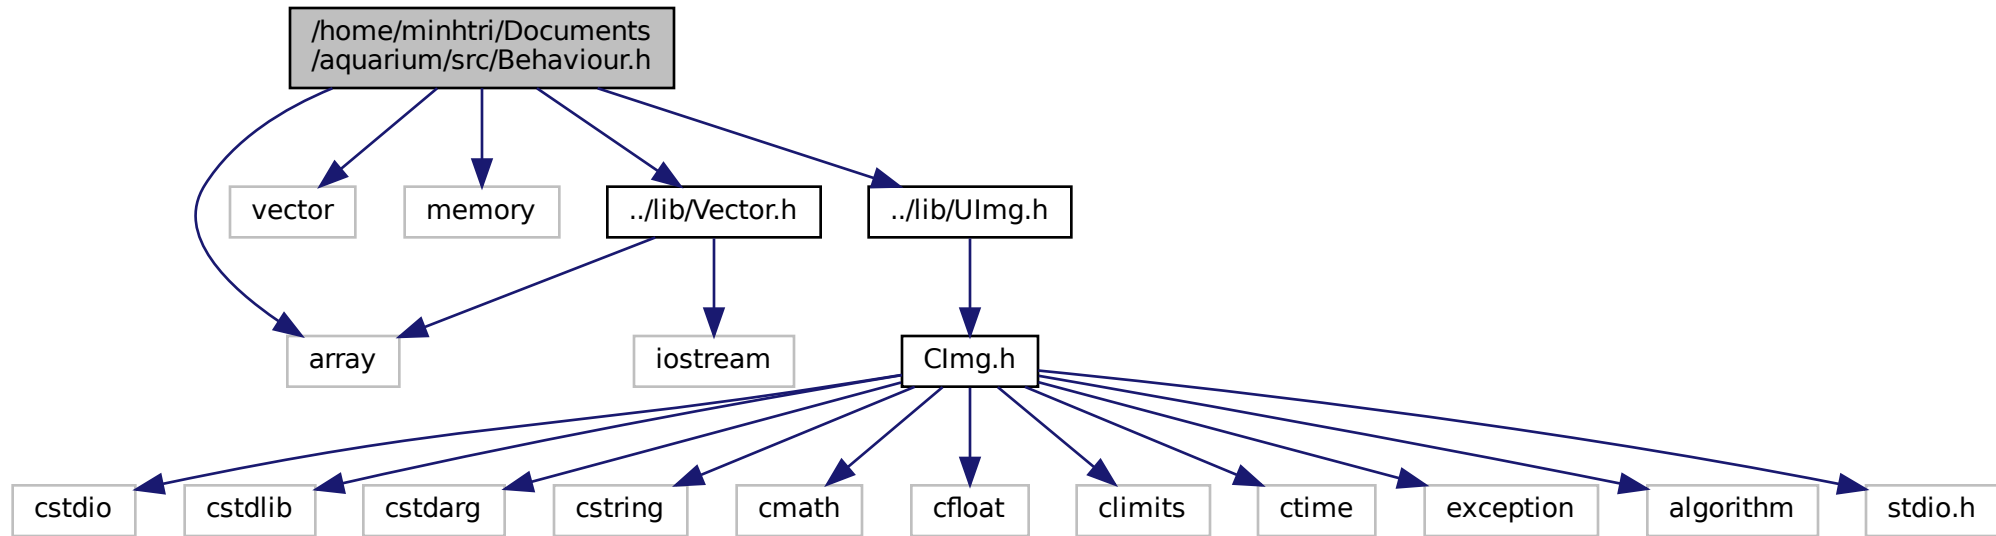 /home/minhtri/Documents
/aquarium/src/Behaviour.h
vector
memory
../lib/Vector.h
../lib/UImg.h
array
iostream
CImg.h
cstdio
cstdlib
cstdarg
cstring
cmath
cfloat
climits
ctime
exception
algorithm
stdio.h